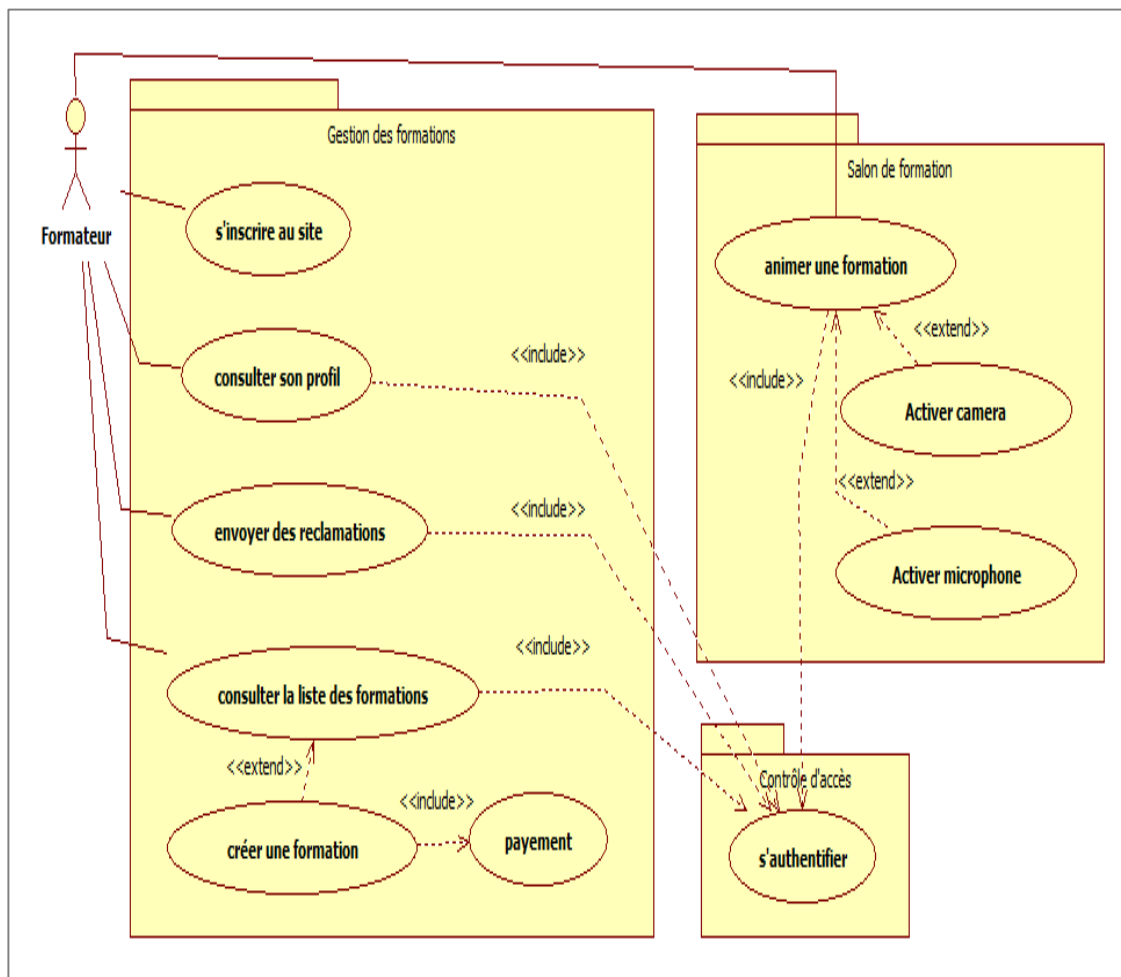 Gestion des formations
Formateur
s'inscrire au site
consulter son profil
<<include>>
envoyer des reclamations
<<include>>
consulter la liste des formations
<<include>>
<<extend>>
créer une formation
<<include>>
payement
Salon de formation
animer une formation
<<extend>>
<<include>>
Activer camera
<<extend>>
Activer microphone
Contrôle d'accès
s'authentifier